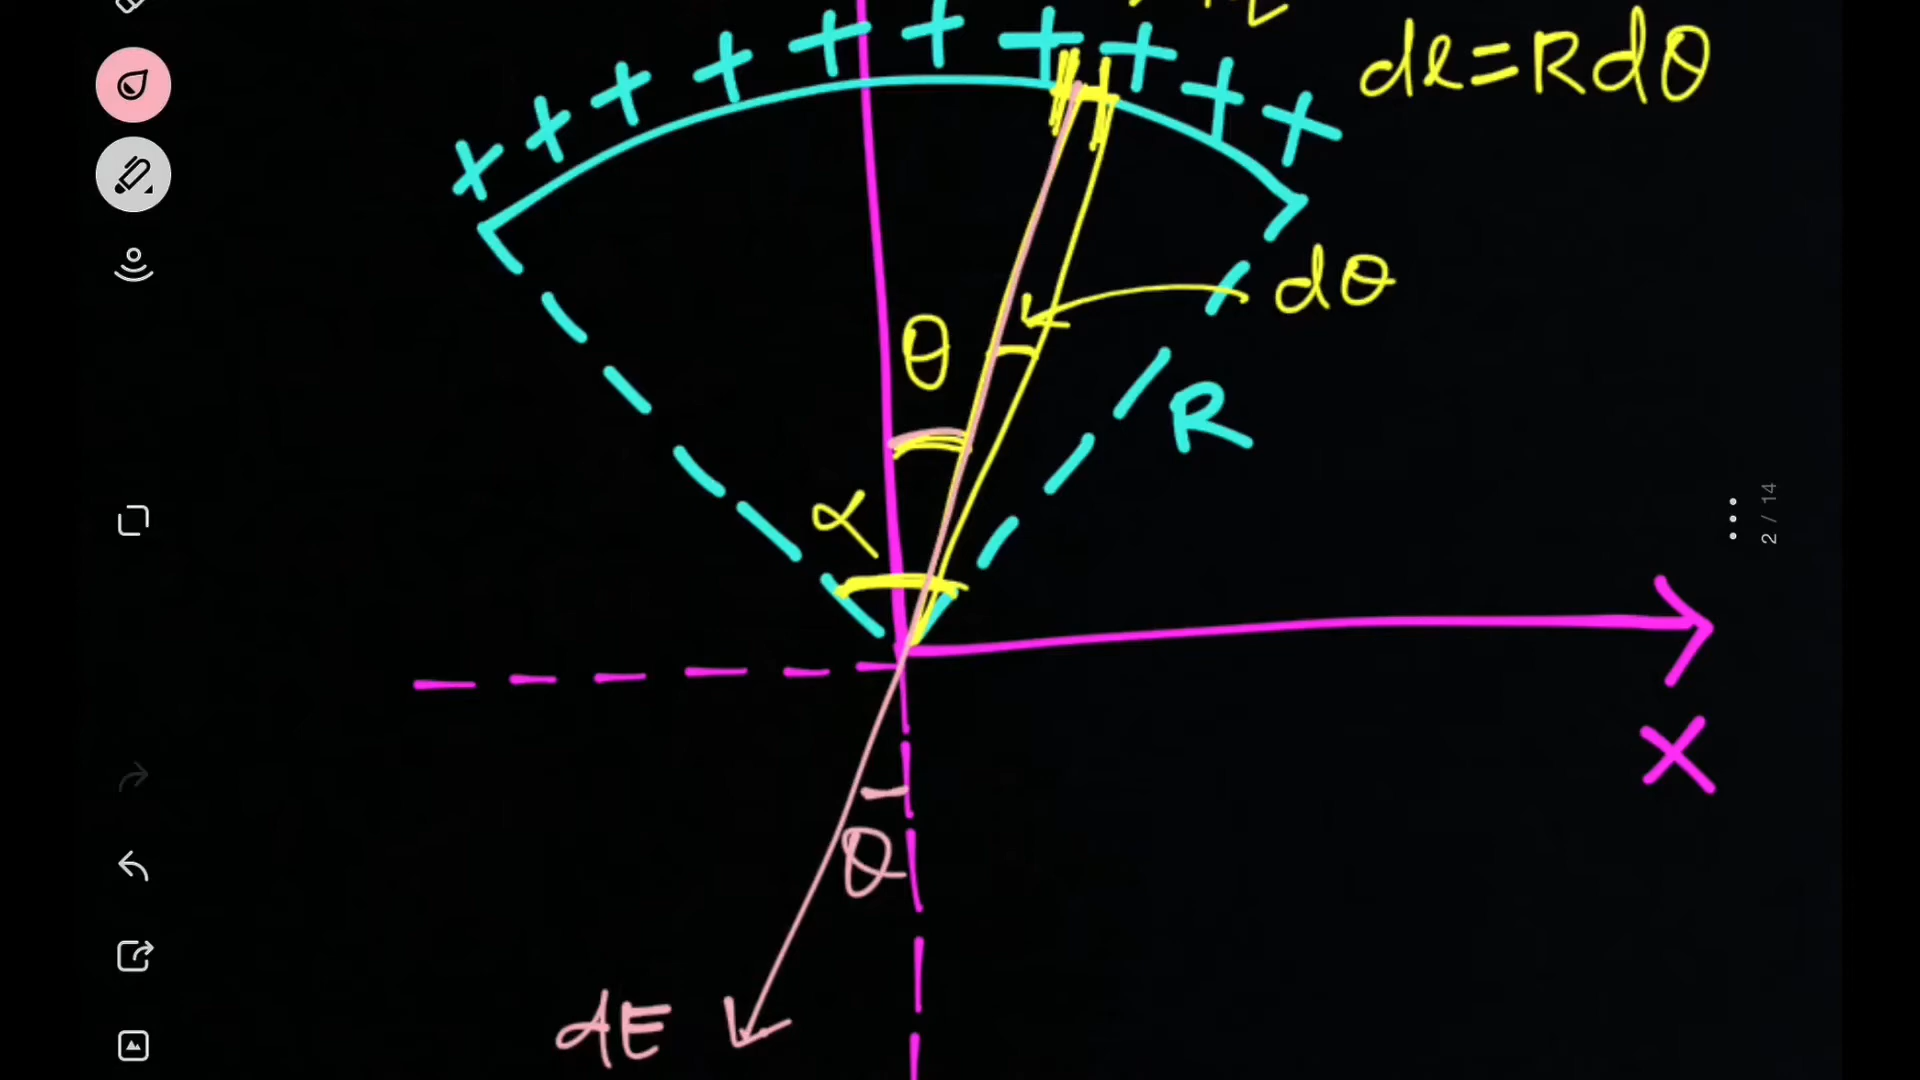 + + + + + + + + + +
dl=Rdθ
dθ
θ
R
α
X
2 / 14
θ
dE